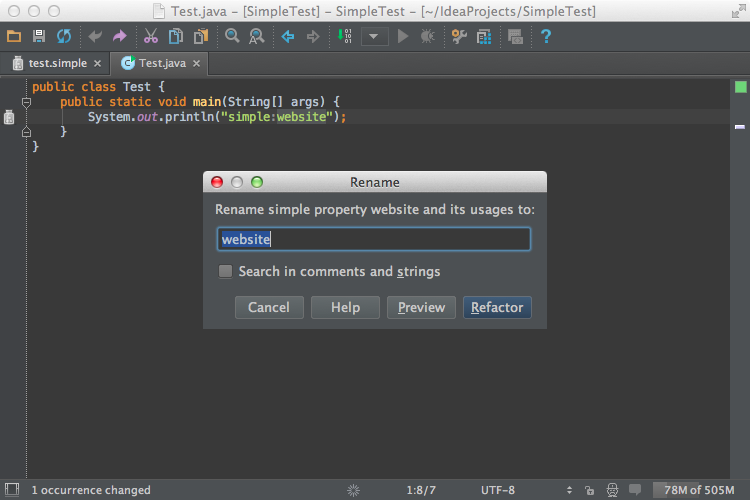 Test.java – [SimpleTest] – SimpleTest – [~/IdeaProjects/SimpleTest]
test.simple
Test.java
public class Test {
public static void main(String[] args) {
System.out.println("simple:website");
}
}
Rename
Rename simple property website and its usages to:
website
Search in comments and strings
Cancel
Help
Preview
Refactor
1 occurrence changed
1:8/7
UTF-8
78M of 505M